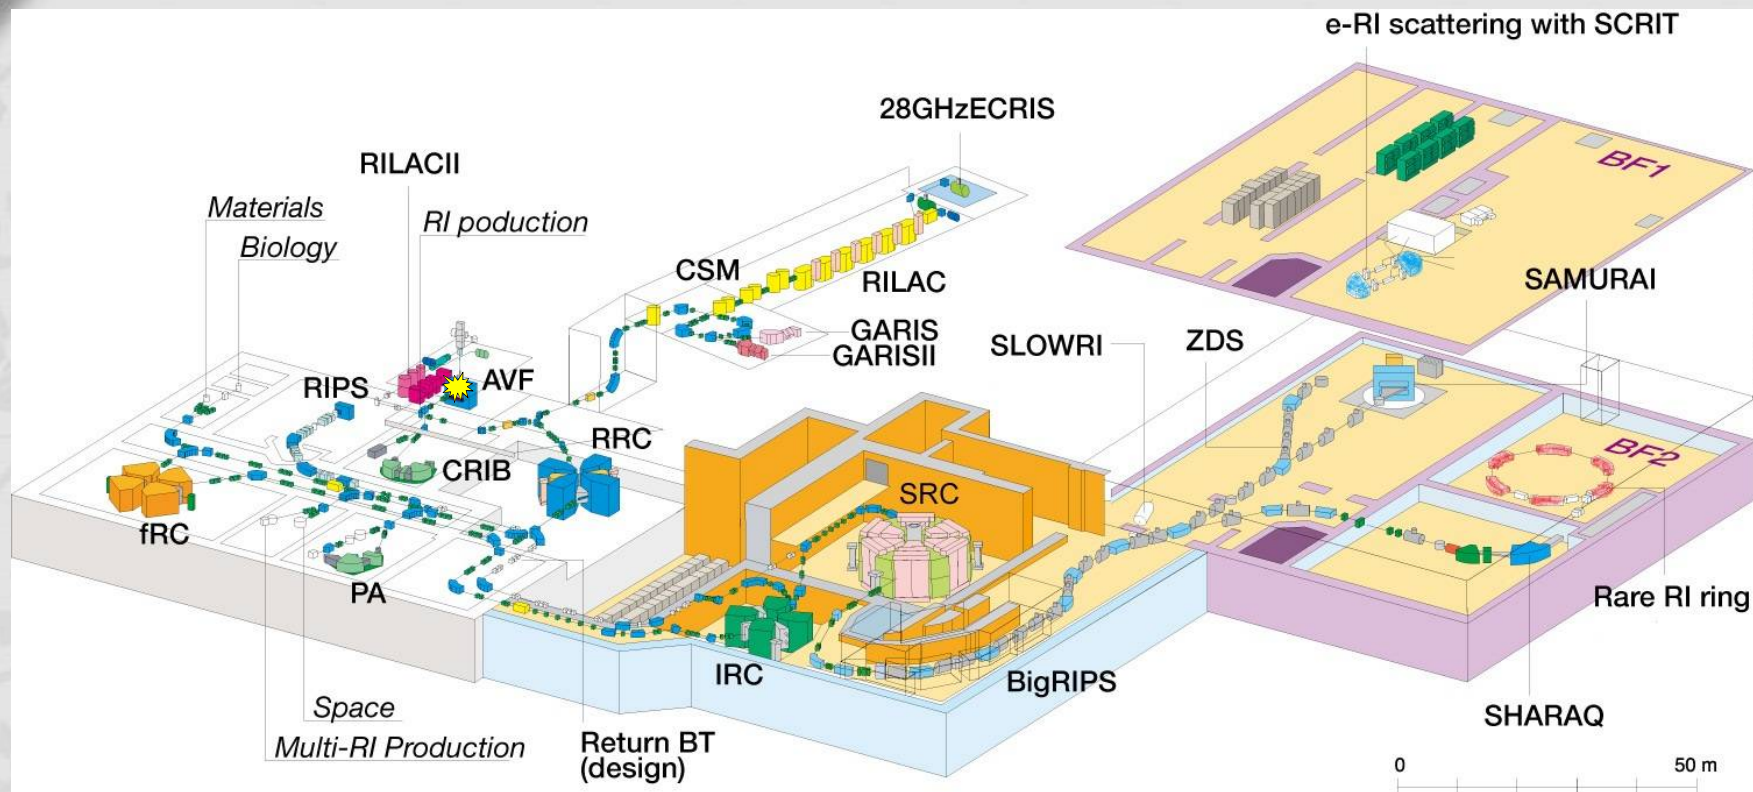 e-RI scattering with SCRIT
28GHzECRIS
RILACII
Materials
RI poduction
Biology
BF1
CSM
RILAC
SAMURAI
GARIS
GARISII
SLOWRI
ZDS
RIPS
AVF
RRC
BF2
CRIB
SRC
fRC
PA
Rare RI ring
IRC
BigRIPS
Space
SHARAQ
Multi-RI Production
Return BT
(design)
0
50 m